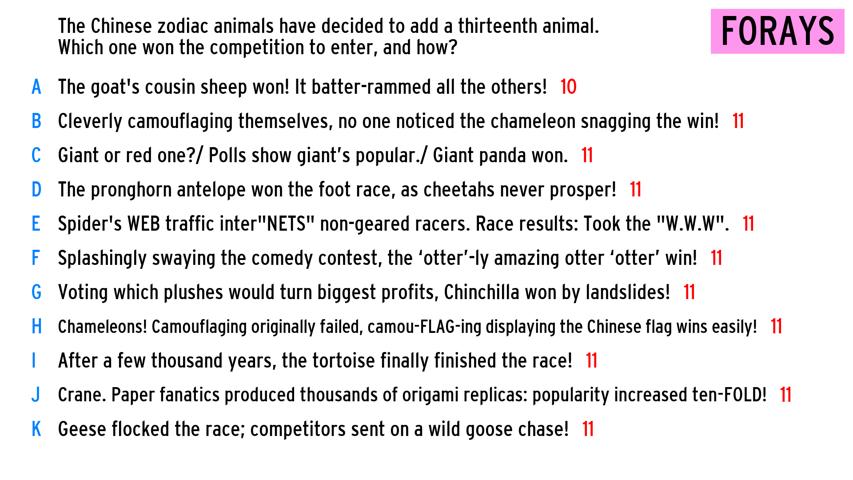 The Chinese zodiac animals have decided to add a thirteenth animal.
Which one won the competition to enter, and how?
FORAYS
A The goat's cousin sheep won! It batter-rammed all the others! 10
B Cleverly camouflaging themselves, no one noticed the chameleon snagging the win! 11
C Giant or red one?/ Polls show giant's popular./ Giant panda won. 11
D The pronghorn antelope won the foot race, as cheetahs never prosper! 11
E Spider's WEB traffic inter"NETS" non-geared racers. Race results: Took the "W.W.W". 11
F Splashingly swaying the comedy contest, the ‘otter’-ly amazing otter ‘otter’ win! 11
G Voting which plushes would turn biggest profits, Chinchilla won by landslides! 11
H Chameleons! Camouflaging originally failed, camou-FLAG-ing displaying the Chinese flag wins easily! 11
I After a few thousand years, the tortoise finally finished the race! 11
J Crane. Paper fanatics produced thousands of origami replicas: popularity increased ten-FOLD! 11
K Geese flocked the race; competitors sent on a wild goose chase! 11